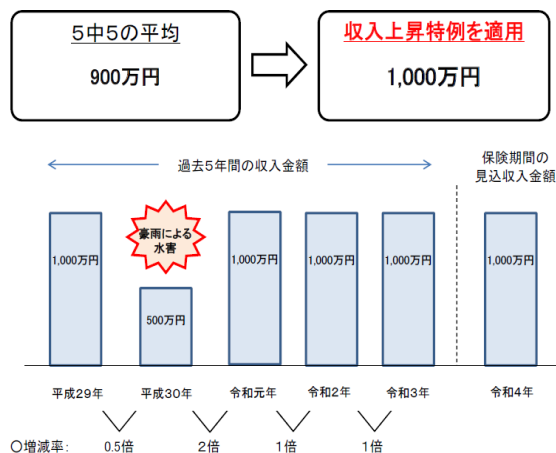 5中5の平均
900万円
収入上昇特例を適用
1,000万円
過去5年間の収入金額
保険期間の
見込収入金額
豪雨による
水害
1,000万円
500万円
1,000万円
1,000万円
1,000万円
1,000万円
平成29年
平成30年
令和元年
令和2年
令和3年
令和4年
〇増減率:
0.5倍
2倍
1倍
1倍